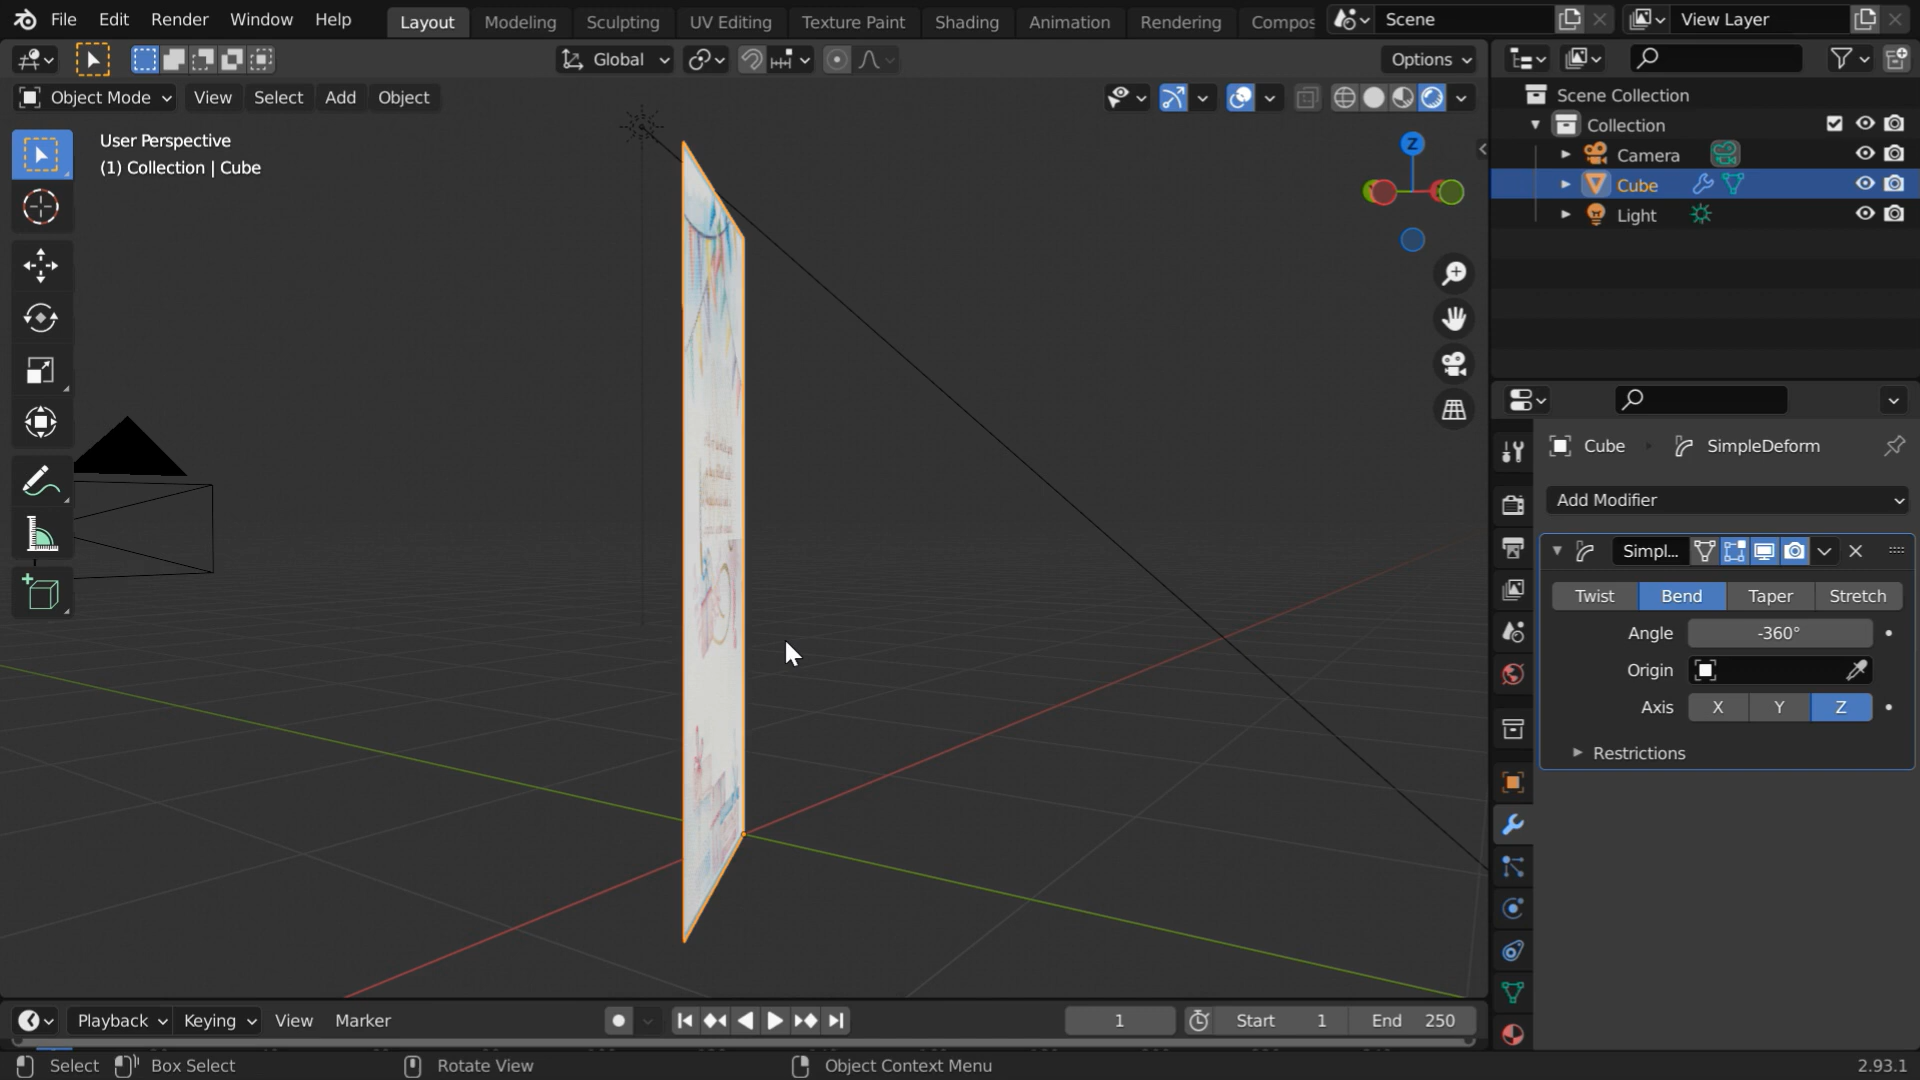 File Edit Render Window Help Layout Modeling Sculpting UV Editing Texture Paint Shading Animation Rendering Compos Scene View Layer
Global Options
Object Mode View Select Add Object
User Perspective
(1) Collection | Cube
Z
Scene Collection
Collection
Camera
Cube
Light
Cube SimpleDeform
Add Modifier
Simpl...
Twist Bend Taper Stretch
Angle -360°
Origin
Axis X Y Z
Restrictions
Playback Keying View Marker 1 Start 1 End 250
Select Box Select Rotate View Object Context Menu 2.93.1